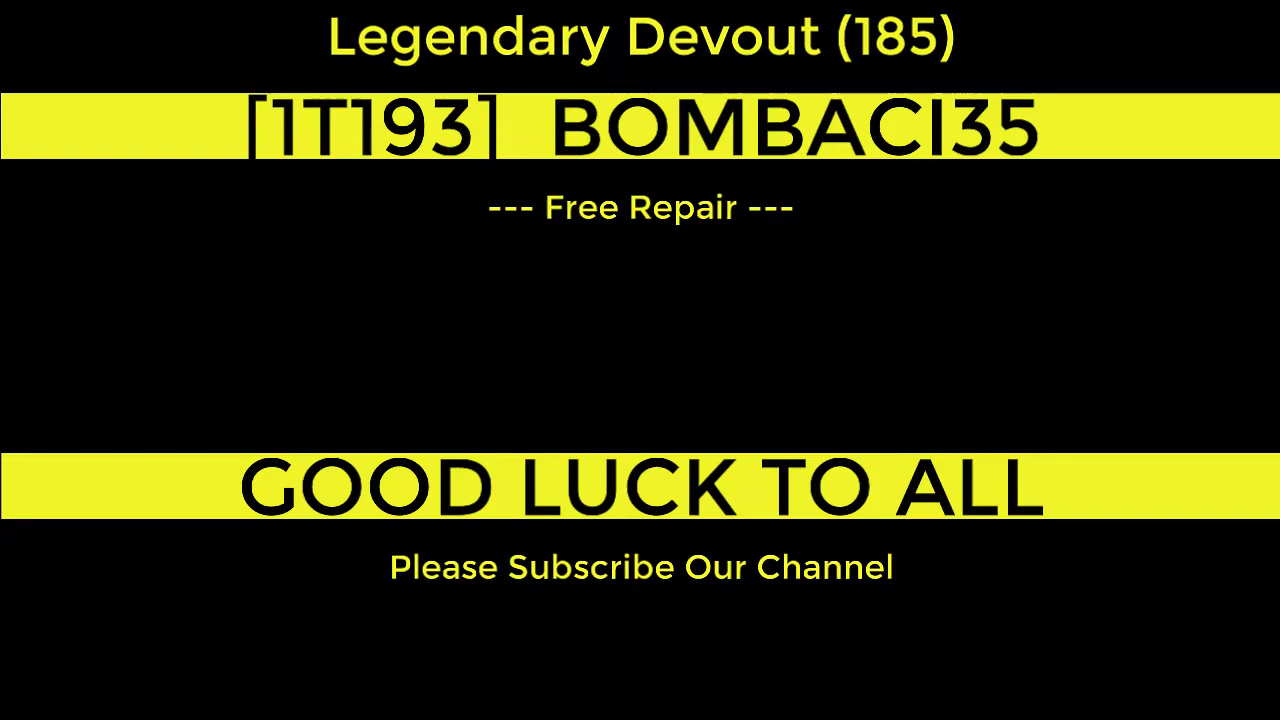 Legendary Devout (185)
[1T193] BOMBACI35
--- Free Repair ---
GOOD LUCK TO ALL
Please Subscribe Our Channel